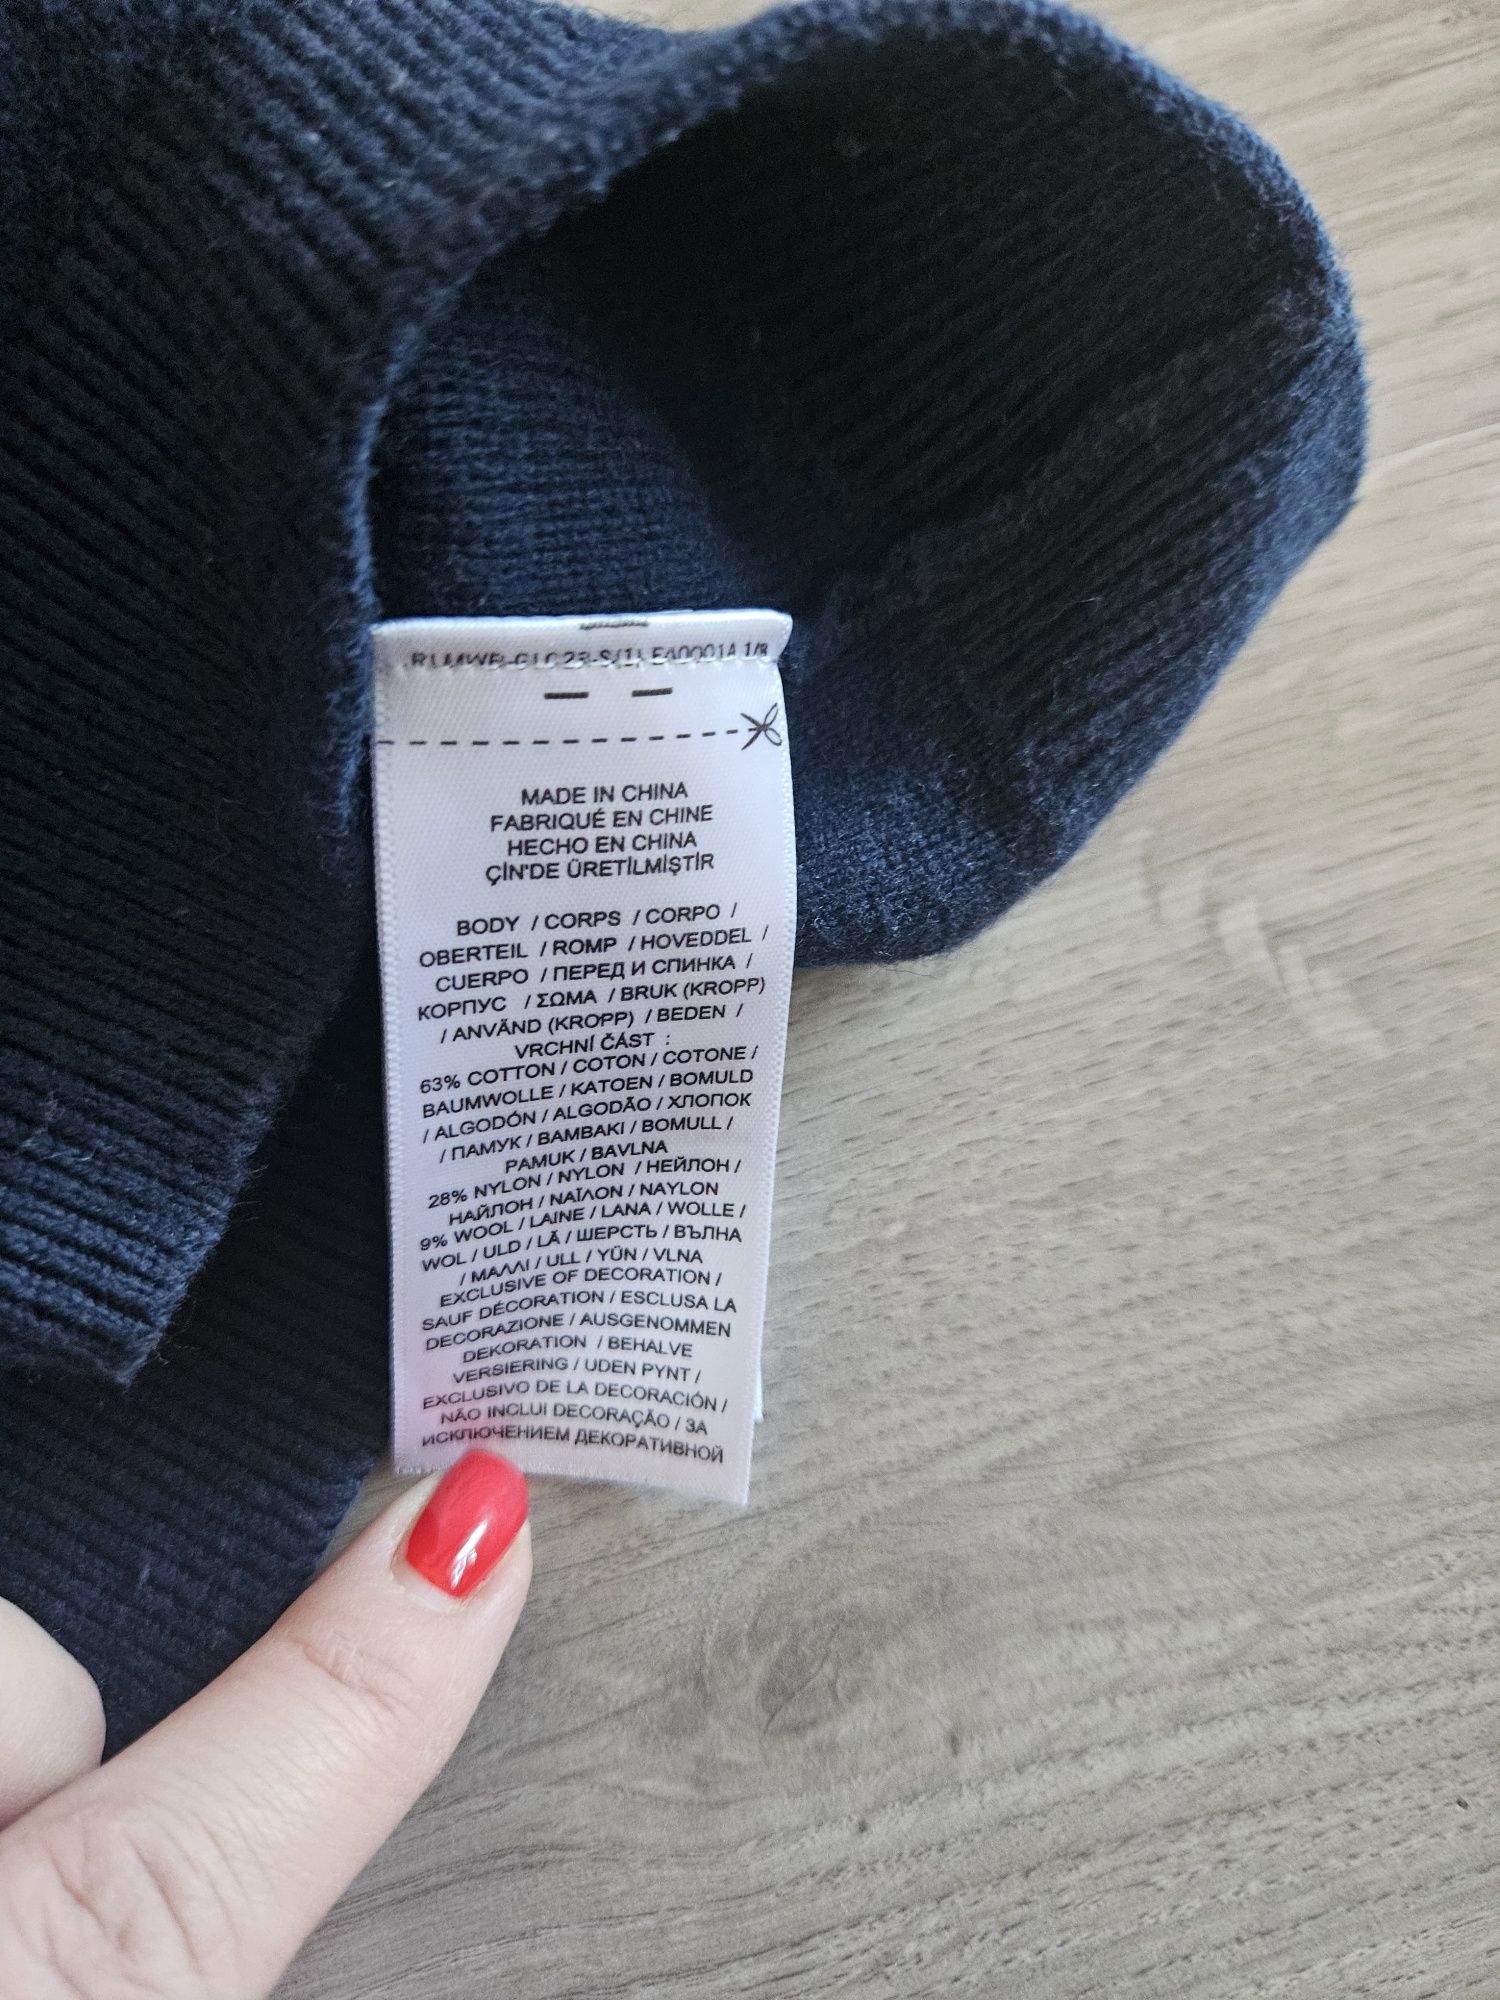 1/8
MADE IN CHINA
FABRIQUÉ EN CHINE
HECHO EN CHINA
ÇİN'DE ÜRETİLMİŞTİR
BODY / CORPS / CORPO /
OBERTEIL / ROMP / HOVEDDEL /
CUERPO / ПЕРЕД И СПИНКА /
КОРПУС / ΣΩΜΑ / BRUK (KROPP)
/ ANVÄND (KROPP) / BEDEN /
VRCHNÍ ČÁST :
63% COTTON / COTON / COTONE /
BAUMWOLLE / KATOEN / BOMULD
/ ALGODÓN / ALGODÃO / ХЛОПОК
/ ПАМУК / BAMBAKI / BOMULL /
PAMUK / BAVLNA
28% NYLON / NYLON / НЕЙЛОН /
НАЙЛОН / ΝΑΪΛΟΝ / NAYLON
9% WOOL / LAINE / LANA / WOLLE /
WOL / ULD / LÃ / ШЕРСТЬ / ВЪЛНА
/ ΜΑΛΛΙ / ULL / YÜN / VLNA
EXCLUSIVE OF DECORATION /
SAUF DÉCORATION / ESCLUSA LA
DECORAZIONE / AUSGENOMMEN
DEKORATION / BEHALVE
VERSIERING / UDEN PYNT /
EXCLUSIVO DE LA DECORACIÓN /
NÃO INCLUI DECORAÇÃO / ЗА
ИСКЛЮЧЕНИЕМ ДЕКОРАТИВНОЙ